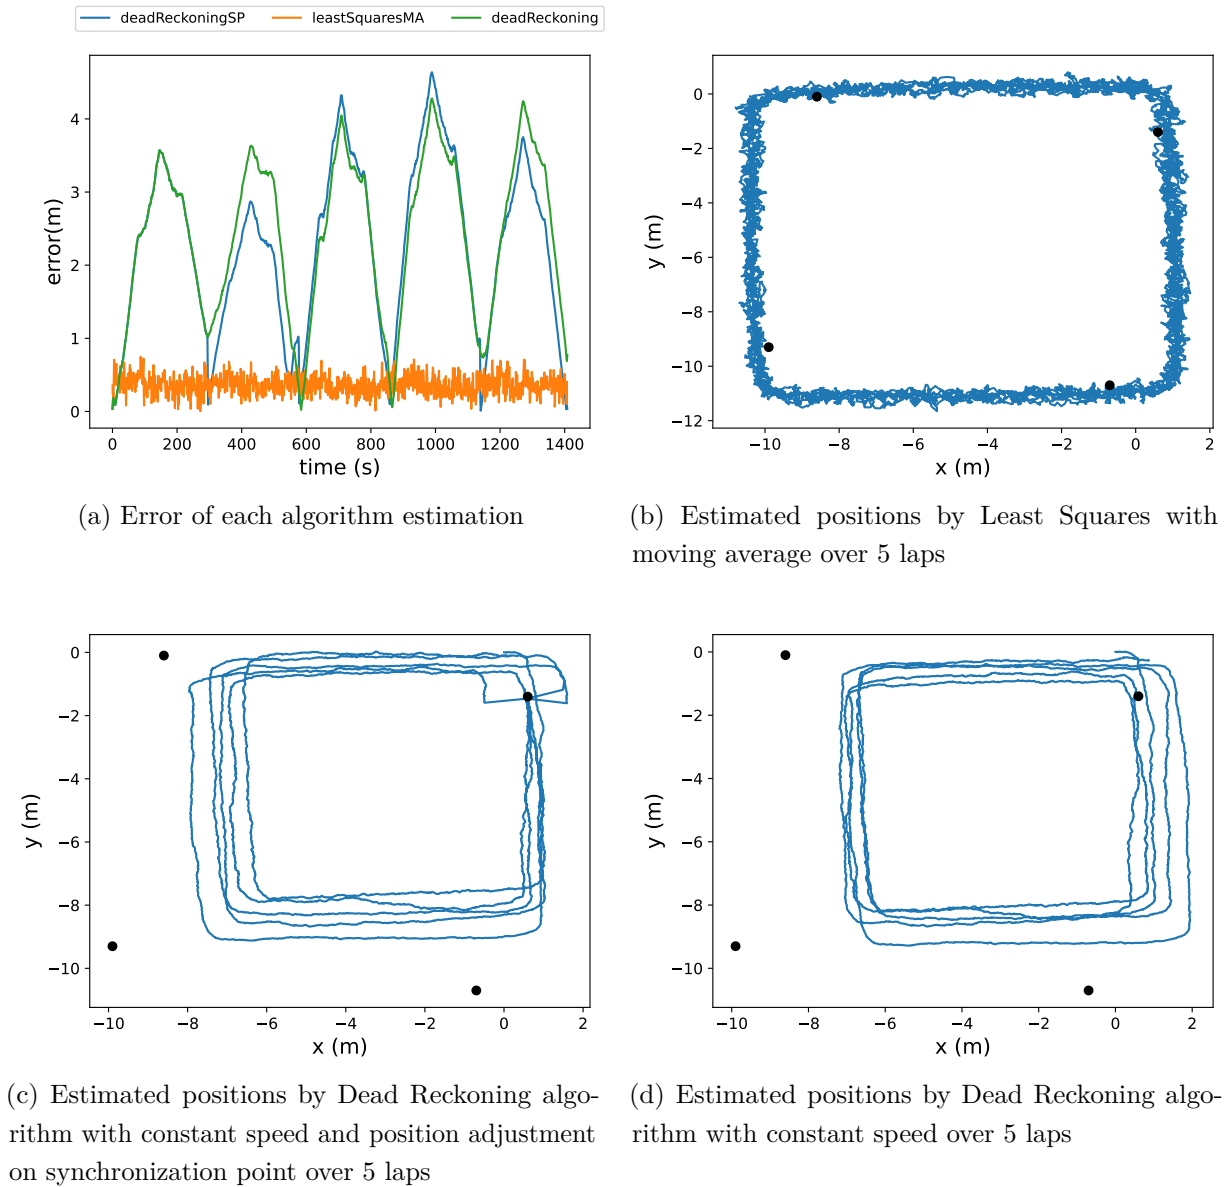 deadReckoningSP leastSquaresMA deadReckoning
4
3
2
1
0
error(m)
0 200 400 600 800 1000 1200 1400
time (s)
(a) Error of each algorithm estimation
0
−2
−4
−6
−8
−10
−12
y (m)
−10 −8 −6 −4 −2 0 2
x (m)
(b) Estimated positions by Least Squares with
moving average over 5 laps
0
−2
−4
−6
−8
−10
y (m)
−10 −8 −6 −4 −2 0 2
x (m)
(c) Estimated positions by Dead Reckoning algo-
rithm with constant speed and position adjustment
on synchronization point over 5 laps
0
−2
−4
−6
−8
−10
y (m)
−10 −8 −6 −4 −2 0 2
x (m)
(d) Estimated positions by Dead Reckoning algo-
rithm with constant speed over 5 laps